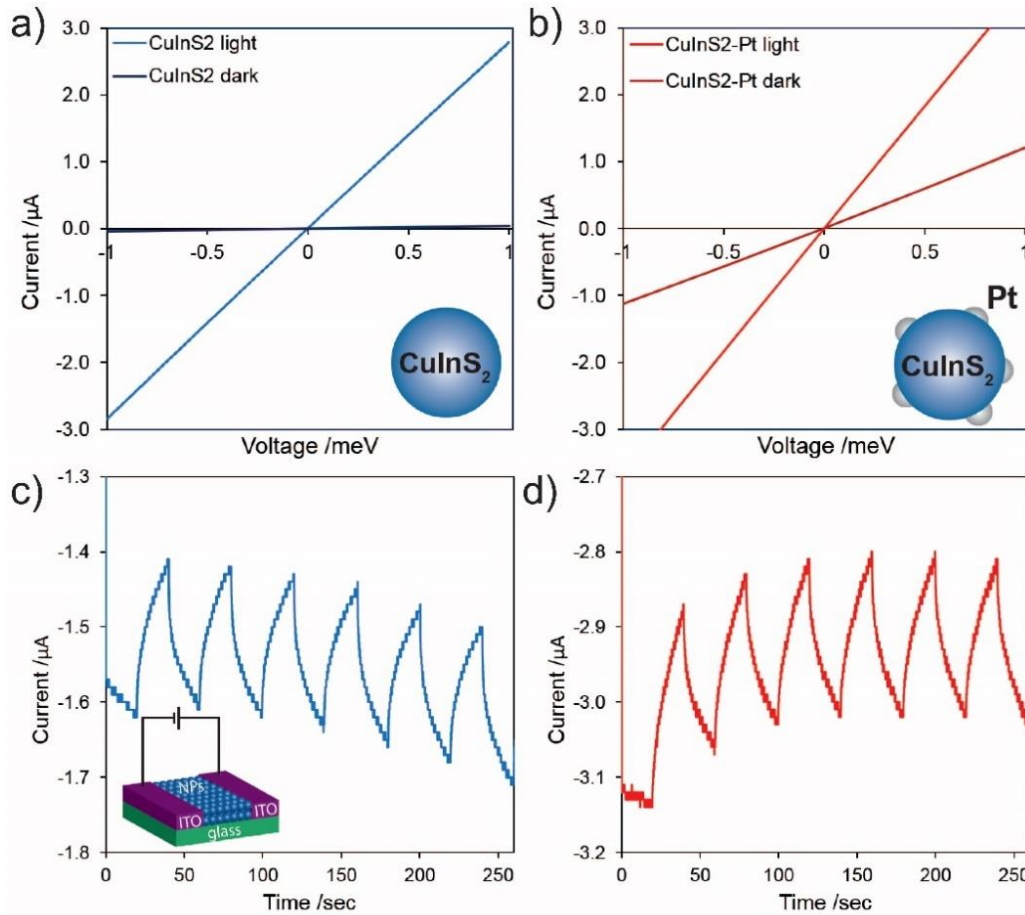 a)
CuInS2 light
CuInS2 dark
3.0
2.0
1.0
0.0
-1.0
-2.0
-3.0
-1
-0.5
0
0.5
1
Current /µA
Voltage /meV
CuInS2
b)
CuInS2-Pt light
CuInS2-Pt dark
3.0
2.0
1.0
0.0
-1.0
-2.0
-3.0
-1
-0.5
0
0.5
1
Current /µA
Voltage /meV
Pt
CuInS2
c)
-1.3
-1.4
-1.5
-1.6
-1.7
-1.8
0
50
100
150
200
250
Current /µA
Time /sec
NPs
ITO
ITO
glass
d)
-2.7
-2.8
-2.9
-3.0
-3.1
-3.2
0
50
100
150
200
250
Current /µA
Time /sec